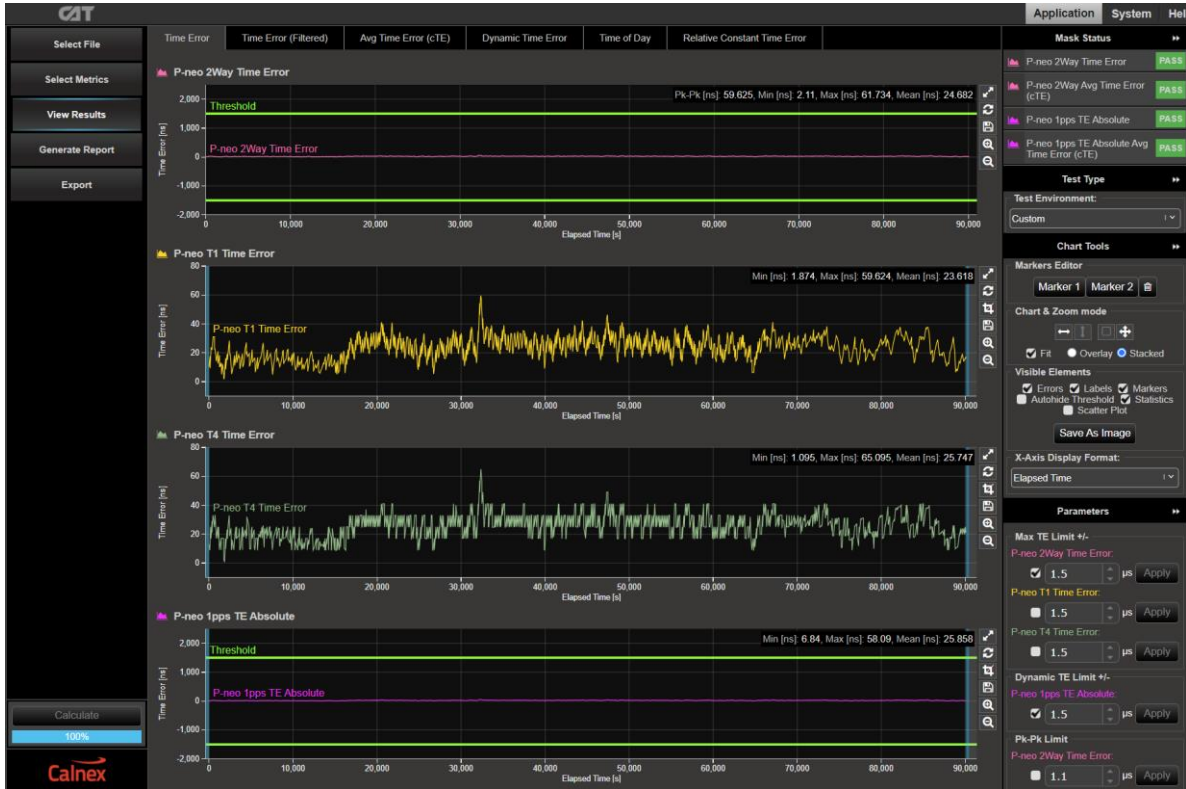 CAT
Application System Hel
Select File
Select Metrics
View Results
Generate Report
Export
Calculate
100%
Calnex
Time Error Time Error (Filtered) Avg Time Error (cTE) Dynamic Time Error Time of Day Relative Constant Time Error
P-neo 2Way Time Error
Pk-Pk [ns]: 59.625, Min [ns]: 2.11, Max [ns]: 61.734, Mean [ns]: 24.682
Threshold
P-neo 2Way Time Error
Time Error [ns]
2,000
1,000
0
-1,000
-2,000
0 10,000 20,000 30,000 40,000 50,000 60,000 70,000 80,000 90,000
Elapsed Time [s]
P-neo T1 Time Error
Min [ns]: 1.874, Max [ns]: 59.624, Mean [ns]: 23.618
P-neo T1 Time Error
Time Error [ns]
80
60
40
20
0
0 10,000 20,000 30,000 40,000 50,000 60,000 70,000 80,000 90,000
Elapsed Time [s]
P-neo T4 Time Error
Min [ns]: 1.095, Max [ns]: 65.095, Mean [ns]: 25.747
P-neo T4 Time Error
Time Error [ns]
80
60
40
20
0
0 10,000 20,000 30,000 40,000 50,000 60,000 70,000 80,000 90,000
Elapsed Time [s]
P-neo 1pps TE Absolute
Min [ns]: 6.84, Max [ns]: 58.09, Mean [ns]: 25.858
Threshold
P-neo 1pps TE Absolute
Time Error [ns]
2,000
1,000
0
-1,000
-2,000
0 10,000 20,000 30,000 40,000 50,000 60,000 70,000 80,000 90,000
Elapsed Time [s]
Mask Status
P-neo 2Way Time Error PASS
P-neo 2Way Avg Time Error
(cTE) PASS
P-neo 1pps TE Absolute PASS
P-neo 1pps TE Absolute Avg
Time Error (cTE) PASS
Test Type
Test Environment:
Custom
Chart Tools
Markers Editor
Marker 1 Marker 2
Chart & Zoom mode
Fit Overlay Stacked
Visible Elements
Errors Labels Markers
Autohide Threshold Statistics
Scatter Plot
Save As Image
X-Axis Display Format:
Elapsed Time
Parameters
Max TE Limit +/-
P-neo 2Way Time Error:
1.5 µs Apply
P-neo T1 Time Error:
1.5 µs Apply
P-neo T4 Time Error:
1.5 µs Apply
Dynamic TE Limit +/-
P-neo 1pps TE Absolute:
1.5 µs Apply
Pk-Pk Limit
P-neo 2Way Time Error:
1.1 µs Apply